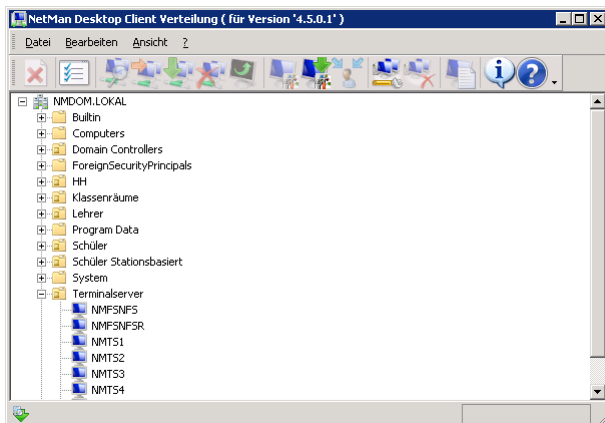 NetMan Desktop Client Verteilung ( für Version '4.5.0.1' )
Datei Bearbeiten Ansicht ?
NMDOM.LOKAL
Builtin
Computers
Domain Controllers
ForeignSecurityPrincipals
HH
Klassenräume
Lehrer
Program Data
Schüler
Schüler Stationsbasiert
System
Terminalserver
NMFSNFS
NMFSNFSR
NMTS1
NMTS2
NMTS3
NMTS4